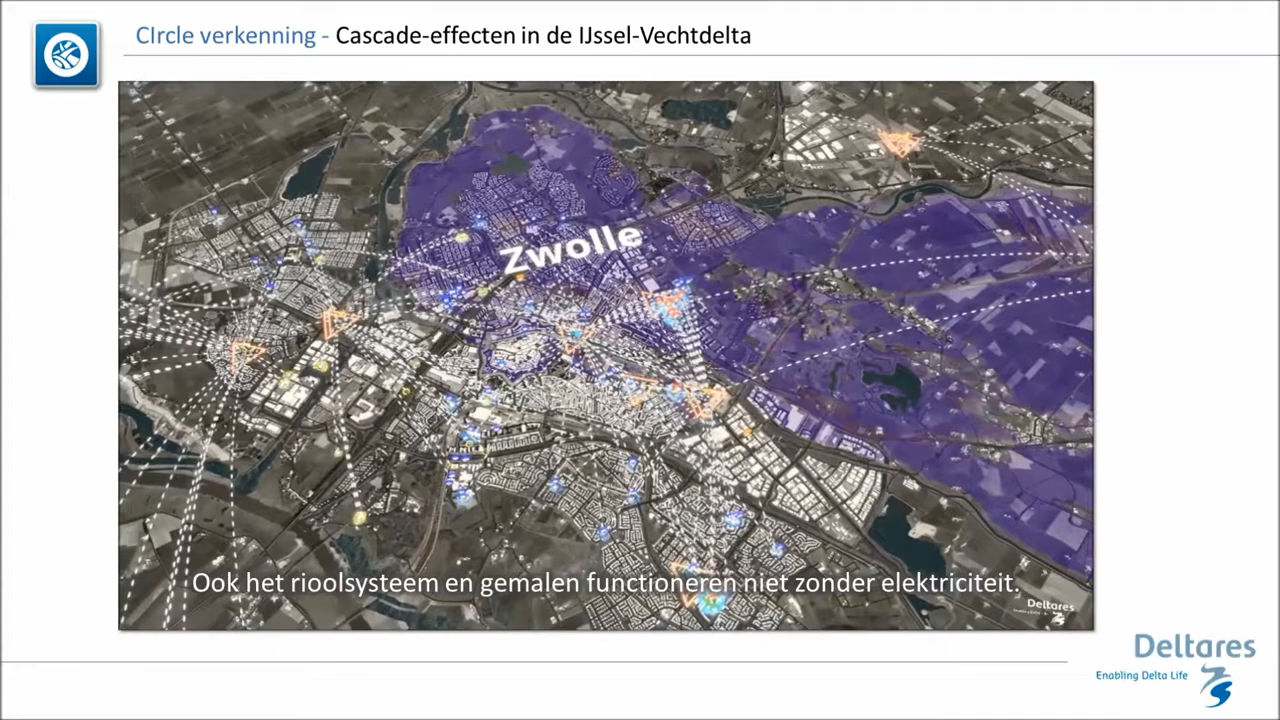 CIrcle verkenning - Cascade-effecten in de IJssel-Vechtdelta
Zwolle
Ook het rioolsysteem en gemalen functioneren niet zonder elektriciteit.
Deltares
Deltares
Enabling Delta Life